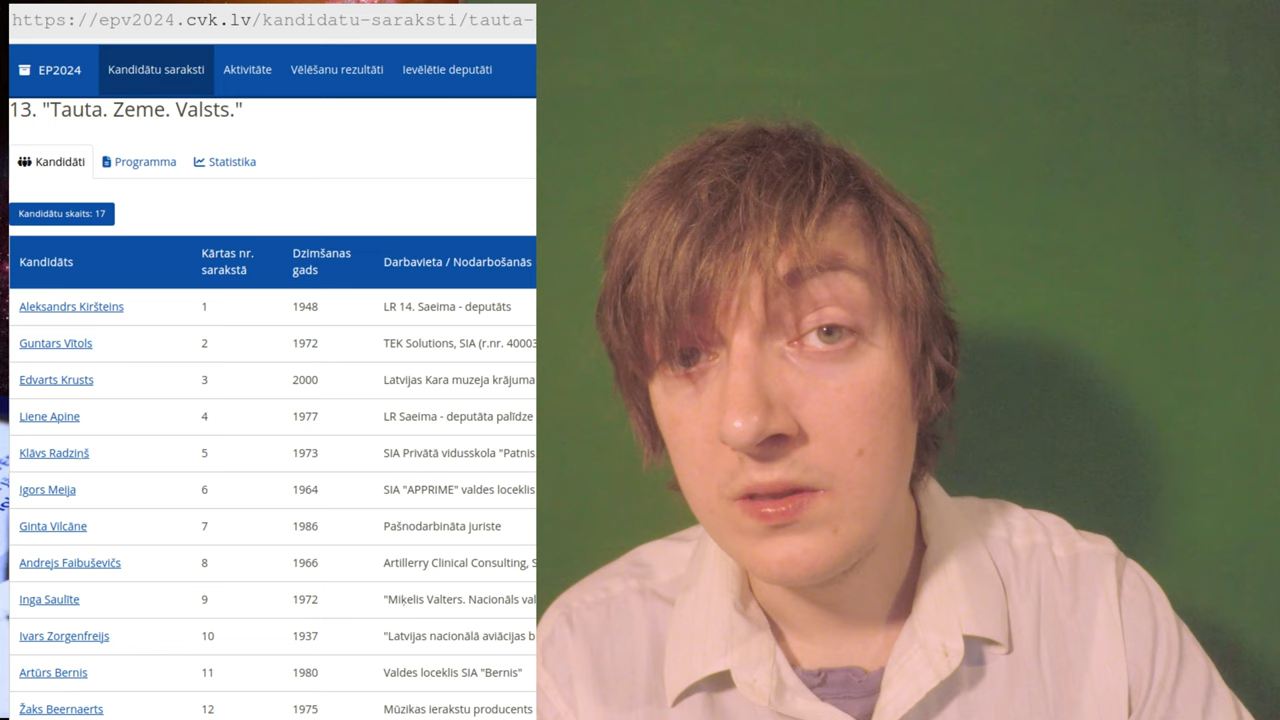 https://epv2024.cvk.lv/kandidatu-saraksti/tauta-
EP2024 Kandidātu saraksti Aktivitāte Vēlēšanu rezultāti Ievēlētie deputāti
13. "Tauta. Zeme. Valsts."
Kandidāti Programma Statistika
Kandidātu skaits: 17
Kandidāts Kārtas nr. sarakstā Dzimšanas gads Darbavieta / Nodarbošanās
Aleksandrs Kiršteins 1 1948 LR 14. Saeima - deputāts
Guntars Vītols 2 1972 TEK Solutions, SIA (r.nr. 40003
Edvarts Krusts 3 2000 Latvijas Kara muzeja krājuma
Liene Apine 4 1977 LR Saeima - deputāta palīdze
Klāvs Radziņš 5 1973 SIA Privātā vidusskola "Patnis
Igors Meija 6 1964 SIA "APPRIME" valdes loceklis
Ginta Vilcāne 7 1986 Pašnodarbināta juriste
Andrejs Faibuševičs 8 1966 Artillerry Clinical Consulting, S
Inga Saulīte 9 1972 "Miķelis Valters. Nacionāls val
Ivars Zorgenfreijs 10 1937 "Latvijas nacionālā aviācijas b
Artūrs Bernis 11 1980 Valdes loceklis SIA "Bernis"
Žaks Beernaerts 12 1975 Mūzikas ierakstu producents